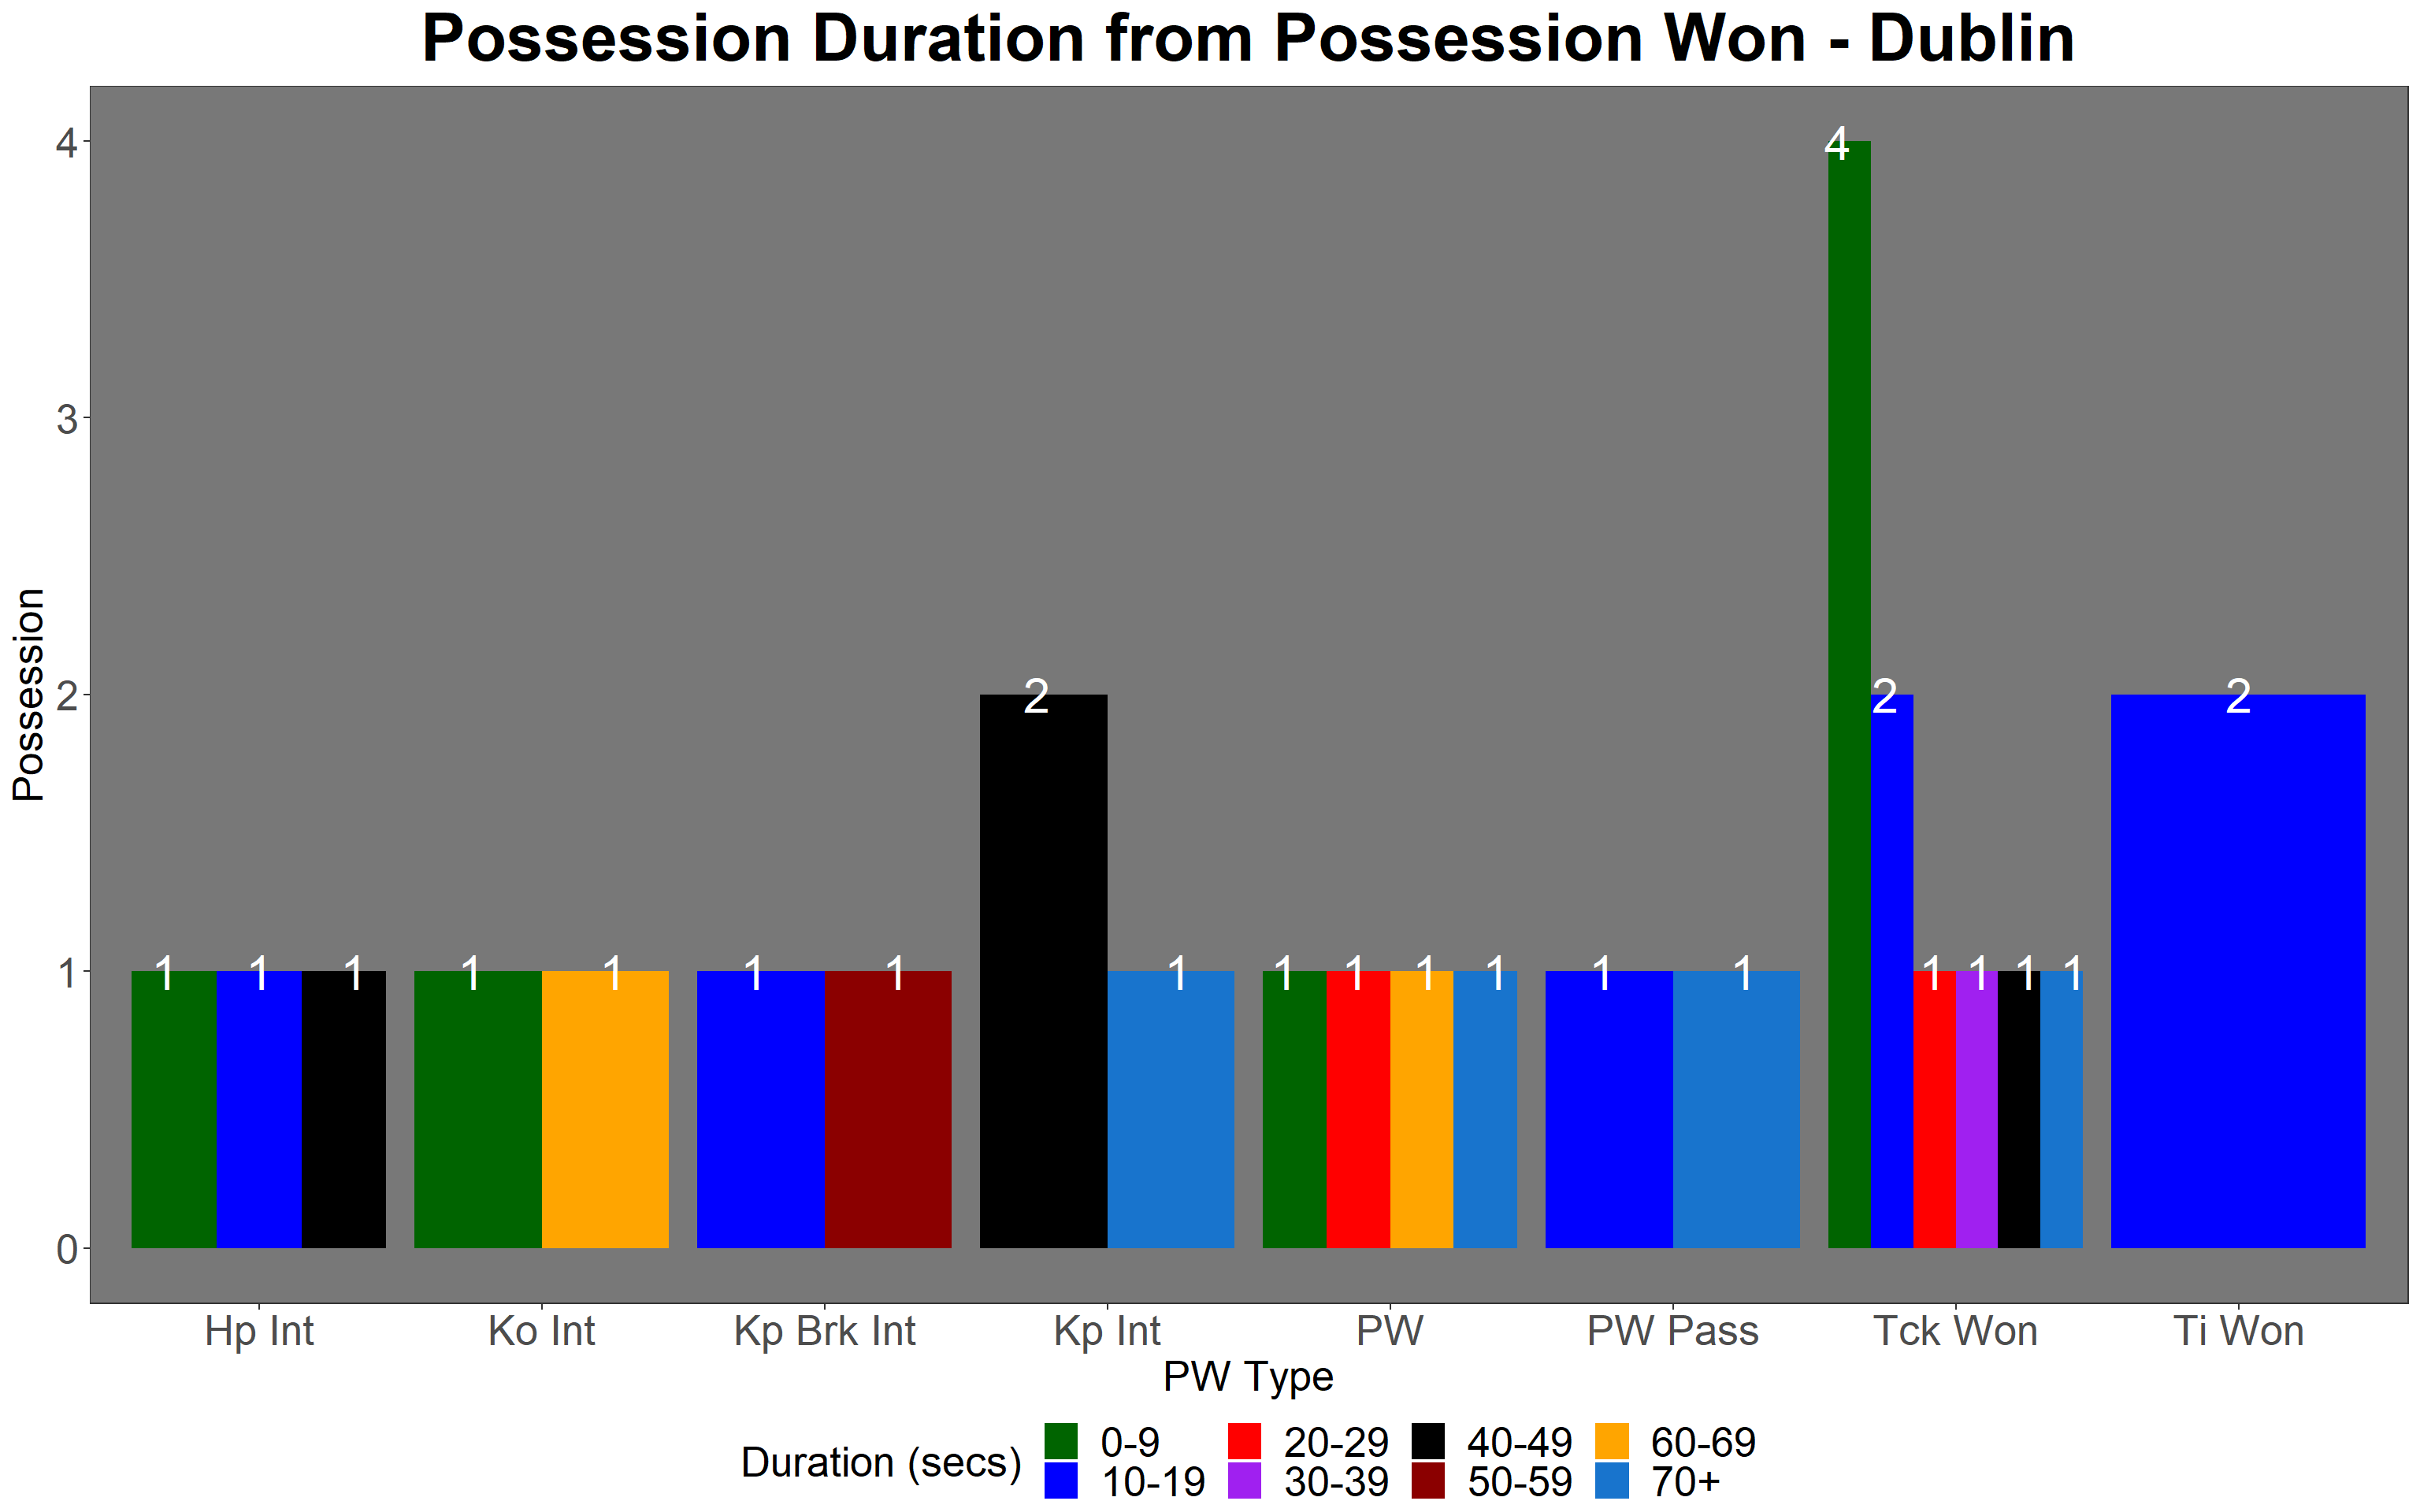 Possession Duration from Possession Won - Dublin
Possession
4
3
2
1
0
4
2
2
2
1 1 1 1 1 1 1 1 1 1 1 1 1 1 1 1 1 1
Hp Int Ko Int Kp Brk Int Kp Int PW PW Pass Tck Won Ti Won
PW Type
Duration (secs)
0-9 20-29 40-49 60-69
10-19 30-39 50-59 70+